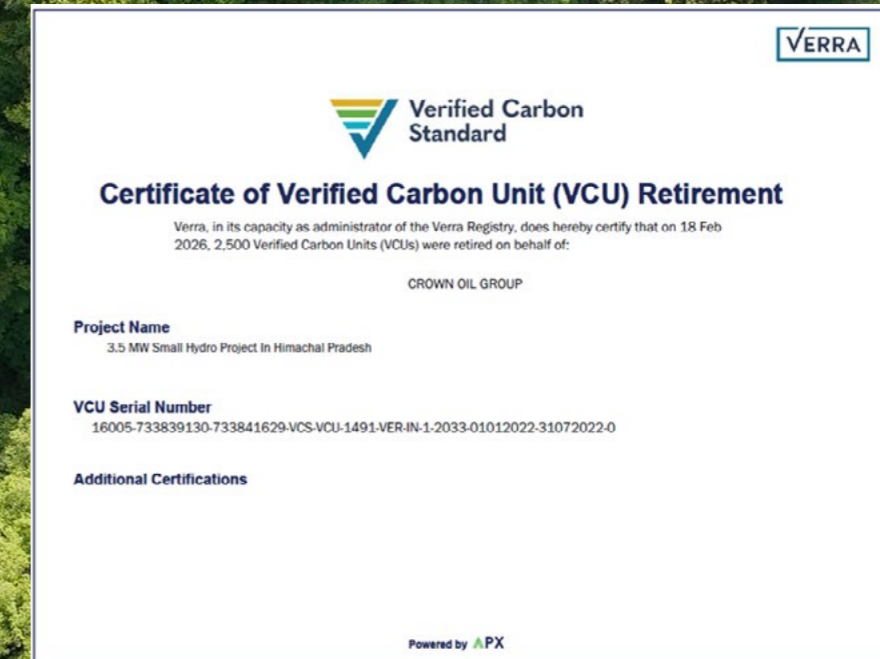 VERRA
Verified Carbon
Standard
Certificate of Verified Carbon Unit (VCU) Retirement
Verra, in its capacity as administrator of the Verra Registry, does hereby certify that on 18 Feb
2026, 2,500 Verified Carbon Units (VCUs) were retired on behalf of:
CROWN OIL GROUP
Project Name
3.5 MW Small Hydro Project In Himachal Pradesh
VCU Serial Number
16005-733839130-733841629-VCS-VCU-1491-VER-IN-1-2033-01012022-31072022-0
Additional Certifications
Powered by APX